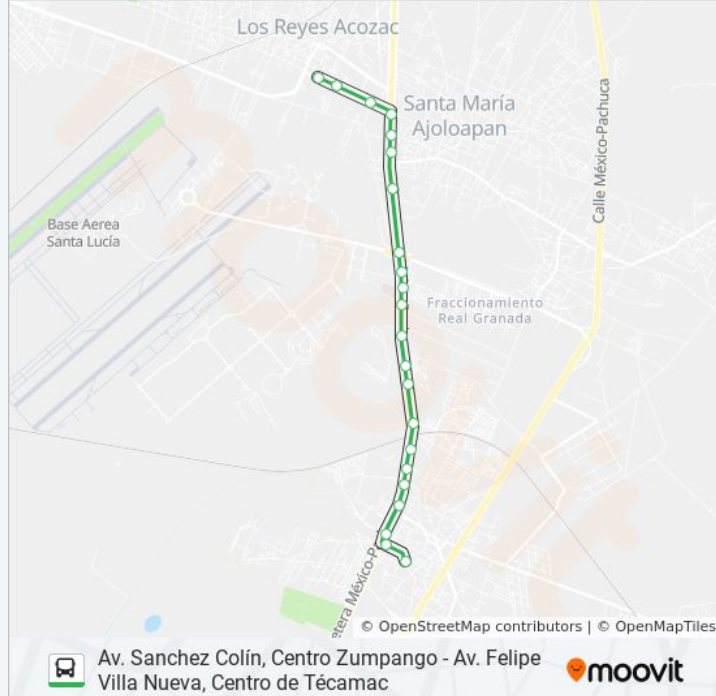 Los Reyes Acozac
Santa María
Ajoloapan
Calle México-Pachuca
Base Aerea
Santa Lucía
Fraccionamiento
Real Granada
etera México-P
© OpenStreetMap contributors | © OpenMapTiles
Av. Sanchez Colín, Centro Zumpango - Av. Felipe
Villa Nueva, Centro de Técamac
moovit